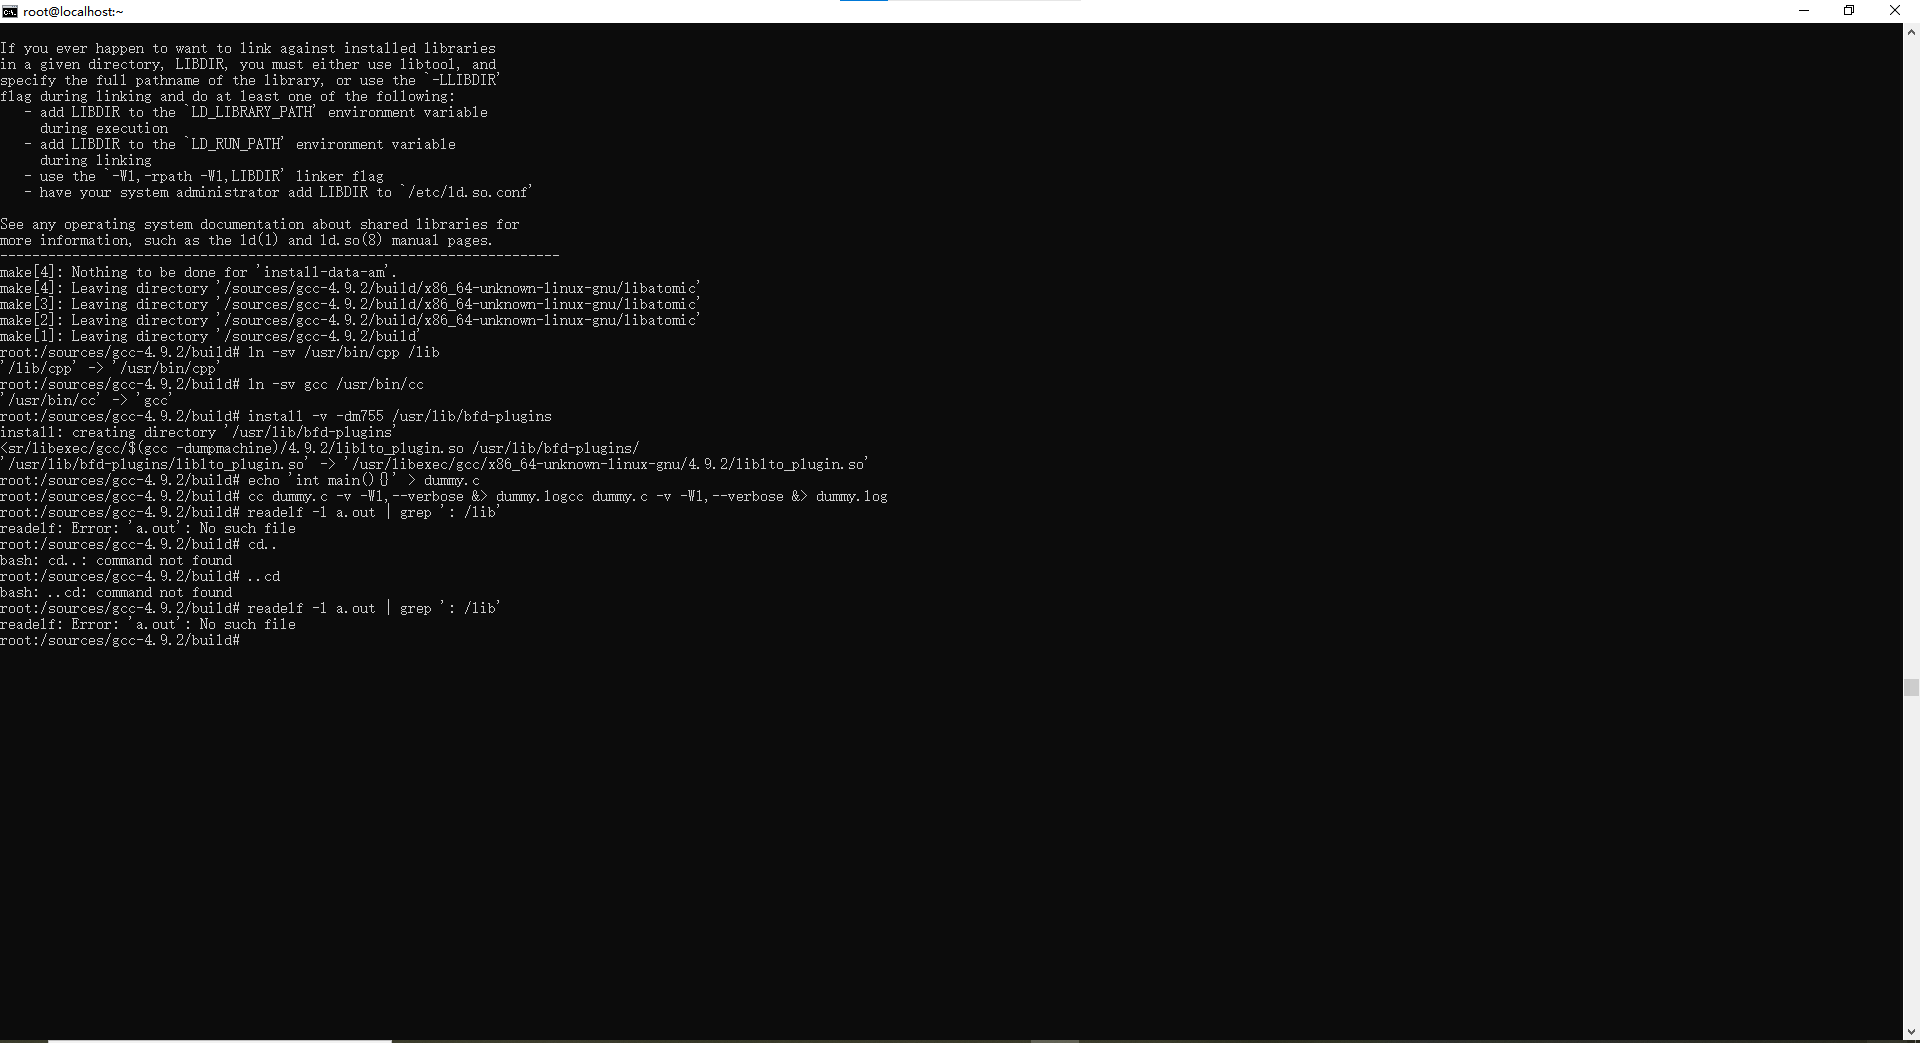 root@localhost:~
If you ever happen to want to link against installed libraries
in a given directory, LIBDIR, you must either use libtool, and
specify the full pathname of the library, or use the `-LLIBDIR'
flag during linking and do at least one of the following:
   - add LIBDIR to the `LD_LIBRARY_PATH' environment variable
     during execution
   - add LIBDIR to the `LD_RUN_PATH' environment variable
     during linking
   - use the `-Wl,-rpath -Wl,LIBDIR' linker flag
   - have your system administrator add LIBDIR to `/etc/ld.so.conf'
See any operating system documentation about shared libraries for
more information, such as the ld(1) and ld.so(8) manual pages.
----------------------------------------------------------------------
make[4]: Nothing to be done for 'install-data-am'.
make[4]: Leaving directory '/sources/gcc-4.9.2/build/x86_64-unknown-linux-gnu/libatomic'
make[3]: Leaving directory '/sources/gcc-4.9.2/build/x86_64-unknown-linux-gnu/libatomic'
make[2]: Leaving directory '/sources/gcc-4.9.2/build/x86_64-unknown-linux-gnu/libatomic'
make[1]: Leaving directory '/sources/gcc-4.9.2/build'
root:/sources/gcc-4.9.2/build# ln -sv /usr/bin/cpp /lib
'/lib/cpp' -> '/usr/bin/cpp'
root:/sources/gcc-4.9.2/build# ln -sv gcc /usr/bin/cc
'/usr/bin/cc' -> 'gcc'
root:/sources/gcc-4.9.2/build# install -v -dm755 /usr/lib/bfd-plugins
install: creating directory '/usr/lib/bfd-plugins'
<sr/libexec/gcc/$(gcc -dumpmachine)/4.9.2/liblto_plugin.so /usr/lib/bfd-plugins/
'/usr/lib/bfd-plugins/liblto_plugin.so' -> '/usr/libexec/gcc/x86_64-unknown-linux-gnu/4.9.2/liblto_plugin.so'
root:/sources/gcc-4.9.2/build# echo 'int main(){}' > dummy.c
root:/sources/gcc-4.9.2/build# cc dummy.c -v -Wl,--verbose &> dummy.logcc dummy.c -v -Wl,--verbose &> dummy.log
root:/sources/gcc-4.9.2/build# readelf -l a.out | grep ': /lib'
readelf: Error: 'a.out': No such file
root:/sources/gcc-4.9.2/build# cd..
bash: cd..: command not found
root:/sources/gcc-4.9.2/build# ..cd
bash: ..cd: command not found
root:/sources/gcc-4.9.2/build# readelf -l a.out | grep ': /lib'
readelf: Error: 'a.out': No such file
root:/sources/gcc-4.9.2/build#